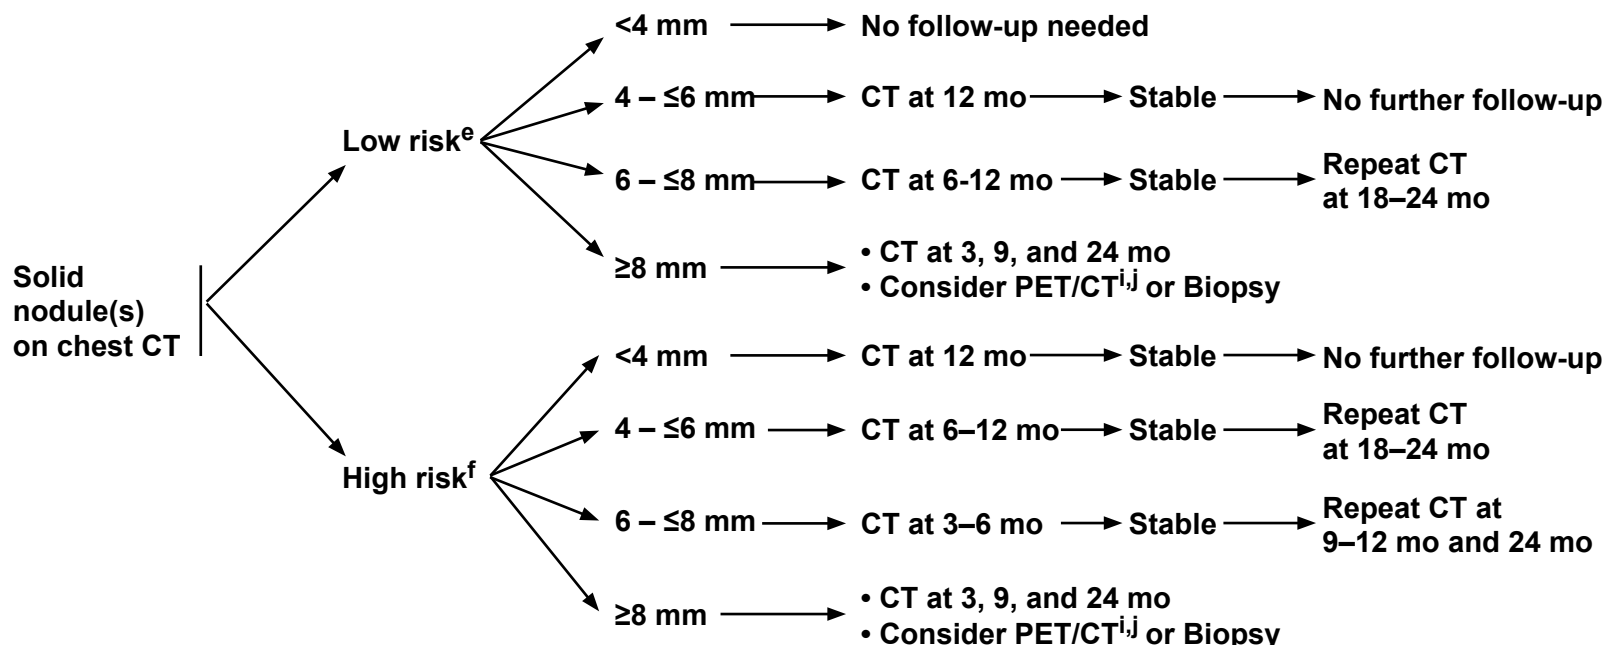 Solid
nodule(s)
on chest CT
Low riskᵉ
<4 mm
No follow-up needed
4 – ≤6 mm
CT at 12 mo
Stable
No further follow-up
6 – ≤8 mm
CT at 6-12 mo
Stable
Repeat CT
at 18–24 mo
≥8 mm
• CT at 3, 9, and 24 mo
• Consider PET/CTⁱ,ʲ or Biopsy
High riskᶠ
<4 mm
CT at 12 mo
Stable
No further follow-up
4 – ≤6 mm
CT at 6–12 mo
Stable
Repeat CT
at 18–24 mo
6 – ≤8 mm
CT at 3–6 mo
Stable
Repeat CT at
9–12 mo and 24 mo
≥8 mm
• CT at 3, 9, and 24 mo
• Consider PET/CTⁱ,ʲ or Biopsy